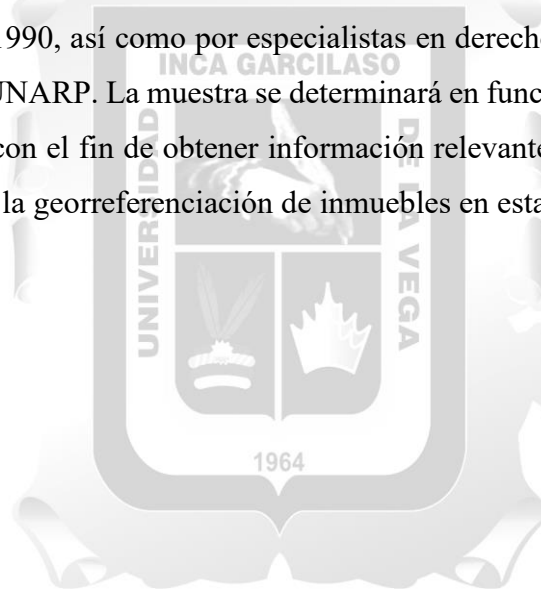 1990, así como por especialistas en derecho
UNARP. La muestra se determinará en func
con el fin de obtener información relevante
la georreferenciación de inmuebles en esta
INCA GARCILASO
UNIVERSIDAD
DE LA VEGA
1964